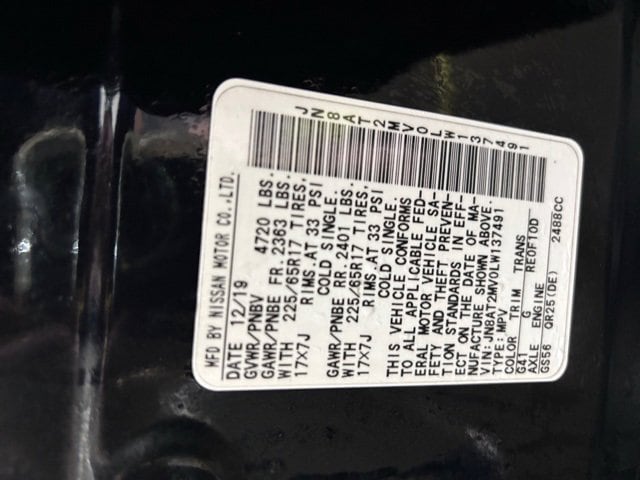 MFD BY NISSAN MOTOR CO.,LTD.
DATE 12/19
GVWR/PNBV 4720 LBS.
GAWR/PNBE FR. 2363 LBS.
WITH 225/65R17 TIRES,
17X7J RIMS.AT 33 PSI
COLD SINGLE.
GAWR/PNBE RR. 2401 LBS.
WITH 225/65R17 TIRES,
17X7J RIMS.AT 33 PSI
COLD SINGLE.
THIS VEHICLE CONFORMS
TO ALL APPLICABLE FED-
ERAL MOTOR VEHICLE SA-
FETY AND THEFT PREVEN-
TION STANDARDS IN EFF-
ECT ON THE DATE OF MA-
NUFACTURE SHOWN ABOVE.
VIN:JN8AT2MV0LW137491
TYPE:MPV
COLOR TRIM TRANS
G41 G RE0F10D
AXLE ENGINE
GS56 QR25(DE) 2488CC
JN8AT2MV0LW137491